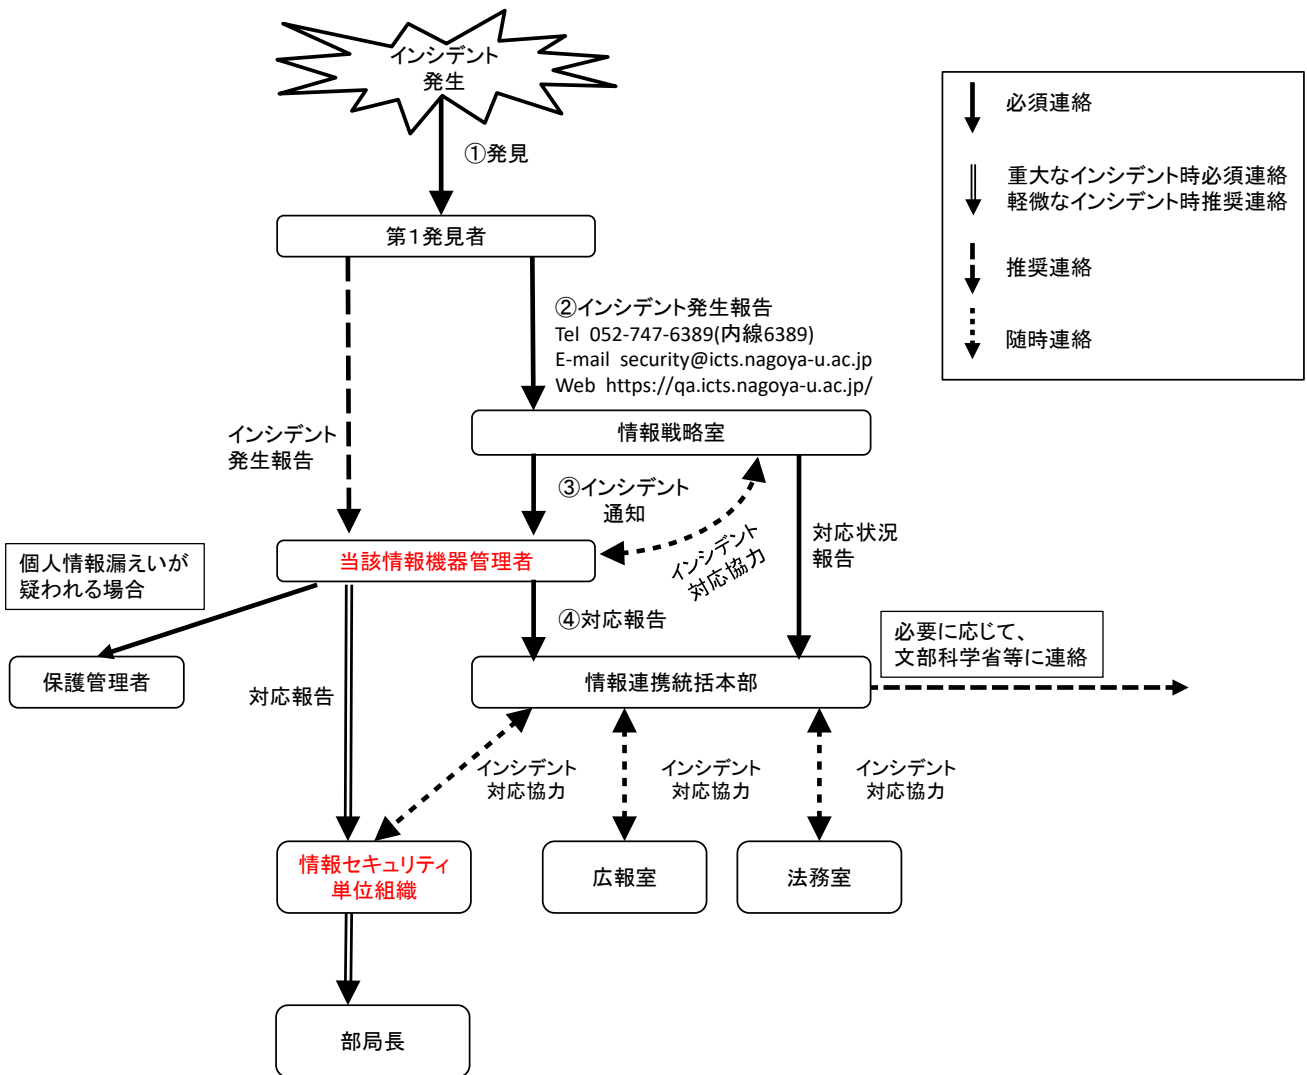 インシデント
発生
①発見
第1発見者
②インシデント発生報告
Tel 052-747-6389(内線6389)
E-mail security@icts.nagoya-u.ac.jp
Web https://qa.icts.nagoya-u.ac.jp/
必須連絡
重大なインシデント時必須連絡
軽微なインシデント時推奨連絡
推奨連絡
随時連絡
インシデント
発生報告
情報戦略室
③インシデント
通知
インシデント
対応協力
対応状況
報告
個人情報漏えいが
疑われる場合
当該情報機器管理者
④対応報告
必要に応じて、
文部科学省等に連絡
保護管理者
対応報告
情報連携統括本部
インシデント
対応協力
インシデント
対応協力
インシデント
対応協力
情報セキュリティ
単位組織
広報室
法務室
部局長